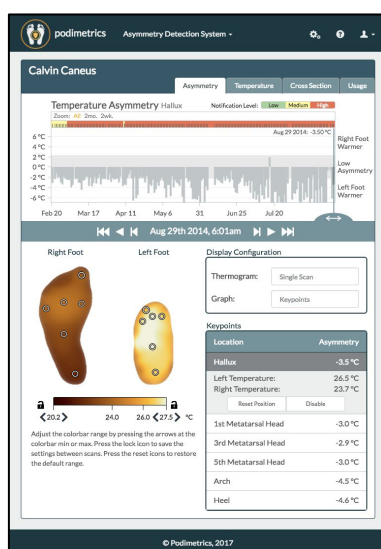 podimetrics Asymmetry Detection System
Calvin Caneus
Asymmetry Temperature Cross Section Usage
Temperature Asymmetry Hallux Notification Level: Low Medium High
Zoom: All 2mo. 2wk.
Aug 29 2014: -3.50 °C
6 °C
4 °C
2 °C
0 °C
-2 °C
-4 °C
-6 °C
Right Foot
Warmer
Low
Asymmetry
Left Foot
Warmer
Feb 20 Mar 17 Apr 11 May 6 31 Jun 25 Jul 20
Aug 29th 2014, 6:01am
Right Foot Left Foot
20.2 24.0 26.0 27.5 °C
Adjust the colorbar range by pressing the arrows at the
colorbar min or max. Press the lock icon to save the
settings between scans. Press the reset icons to restore
the default range.
Display Configuration
Thermogram: Single Scan
Graph: Keypoints
Keypoints
Location Asymmetry
Hallux -3.5 °C
Left Temperature: 26.5 °C
Right Temperature: 23.7 °C
Reset Position Disable
1st Metatarsal Head -3.0 °C
3rd Metatarsal Head -2.9 °C
5th Metatarsal Head -3.0 °C
Arch -4.5 °C
Heel -4.6 °C
© Podimetrics, 2017